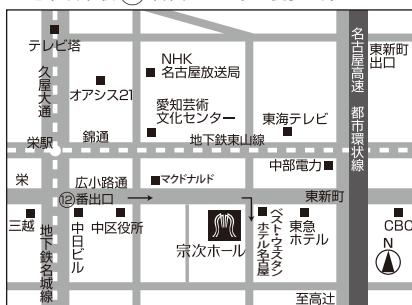 テレビ塔
久屋大通
オアシス21
NHK
名古屋放送局
愛知芸術
文化センター
東海テレビ
名古屋高速 都市環状線
東新町
出口
栄駅
錦通
地下鉄東山線
中部電力
栄
広小路通
マクドナルド
東新町
⑫番出口
三越
地下鉄名城線
中日ビル
中区役所
宗次ホール
ベスト・ウェスタン
ホテル名古屋
東急
ホテル
CBC
N
至高辻